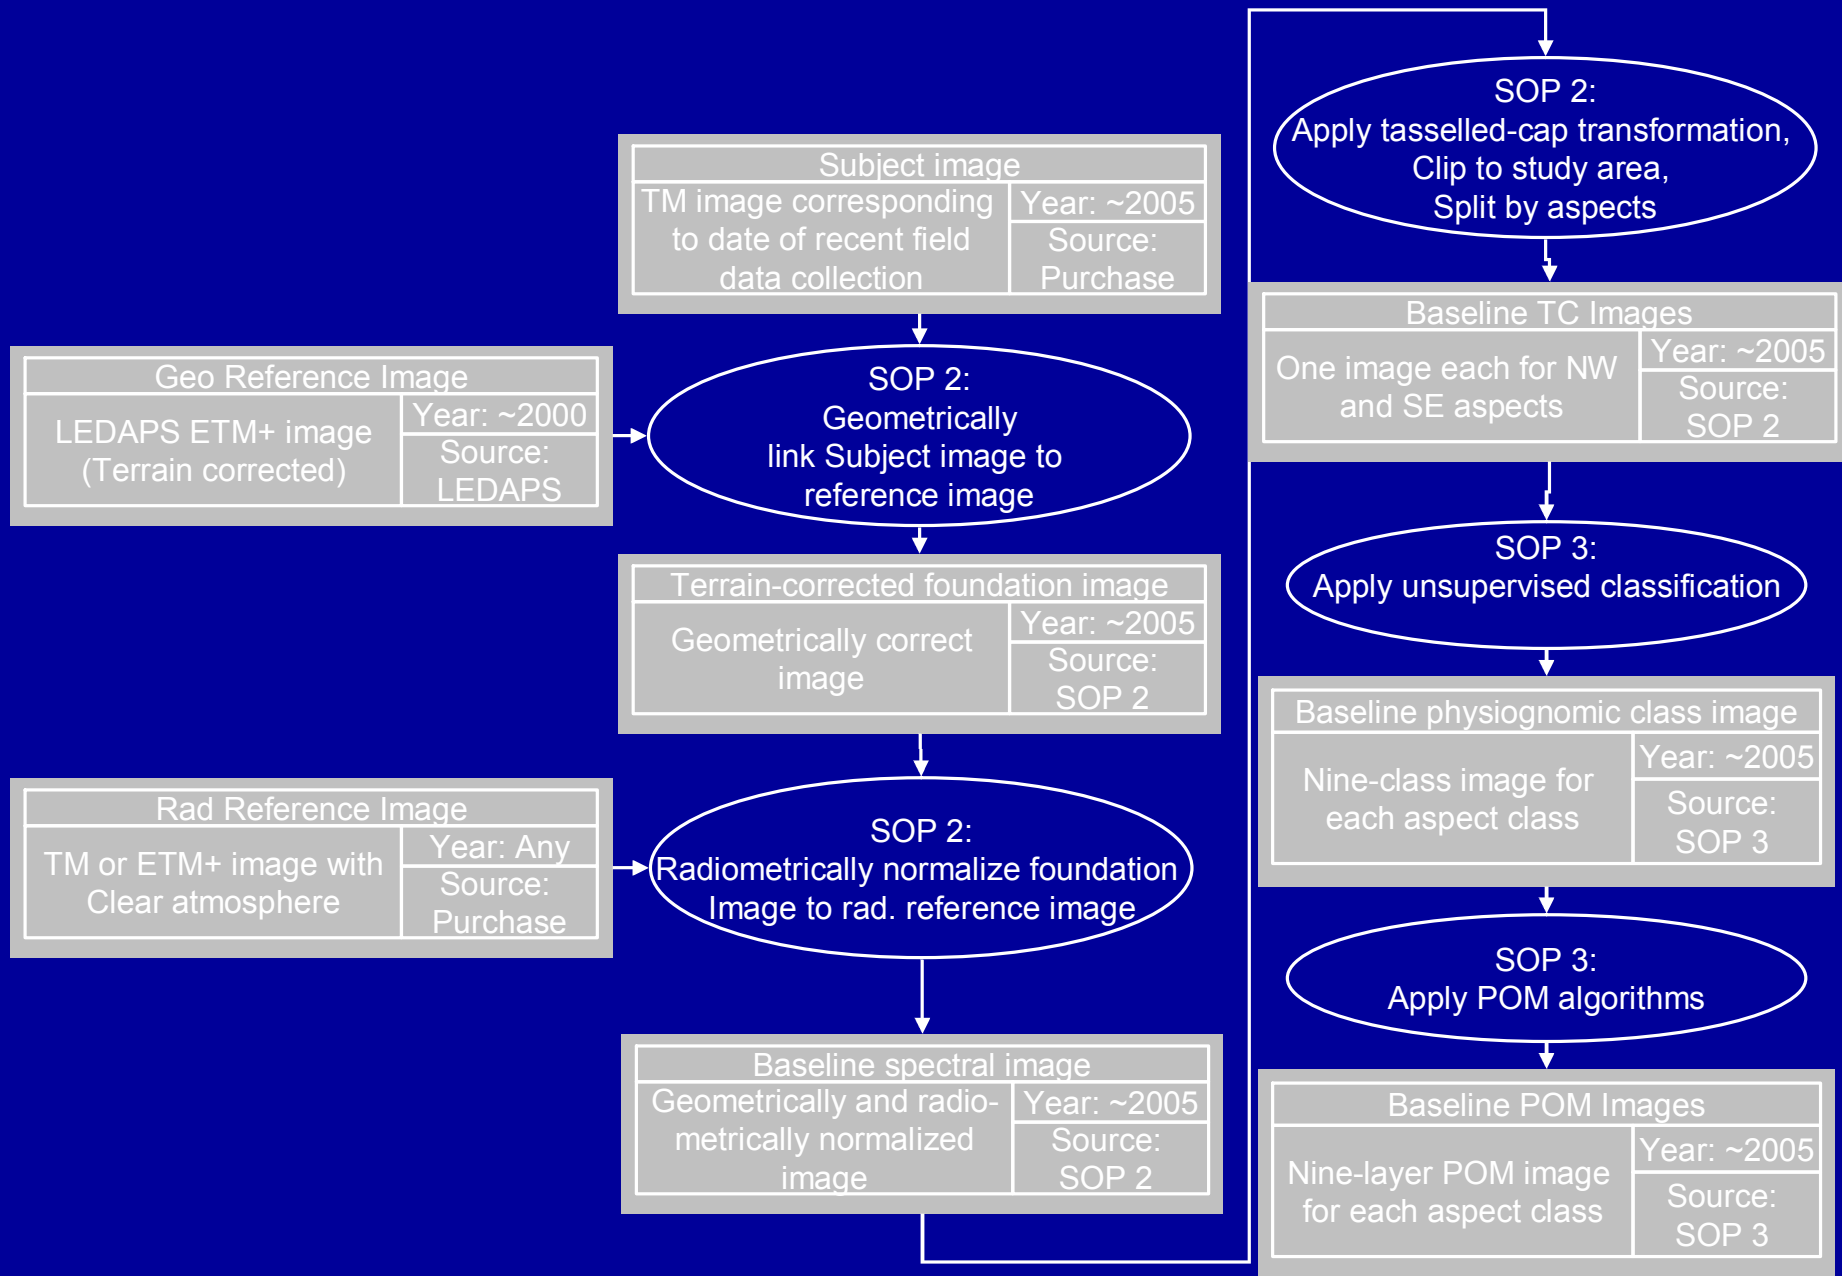 Subject image
TM image corresponding
to date of recent field
data collection
Year: ~2005
Source:
Purchase
Geo Reference Image
LEDAPS ETM+ image
(Terrain corrected)
Year: ~2000
Source:
LEDAPS
SOP 2:
Geometrically
link Subject image to
reference image
Terrain-corrected foundation image
Geometrically correct
image
Year: ~2005
Source:
SOP 2
Rad Reference Image
TM or ETM+ image with
Clear atmosphere
Year: Any
Source:
Purchase
SOP 2:
Radiometrically normalize foundation
Image to rad. reference image
Baseline spectral image
Geometrically and radio-
metrically normalized
image
Year: ~2005
Source:
SOP 2
SOP 2:
Apply tasselled-cap transformation,
Clip to study area,
Split by aspects
Baseline TC Images
One image each for NW
and SE aspects
Year: ~2005
Source:
SOP 2
SOP 3:
Apply unsupervised classification
Baseline physiognomic class image
Nine-class image for
each aspect class
Year: ~2005
Source:
SOP 3
SOP 3:
Apply POM algorithms
Baseline POM Images
Nine-layer POM image
for each aspect class
Year: ~2005
Source:
SOP 3